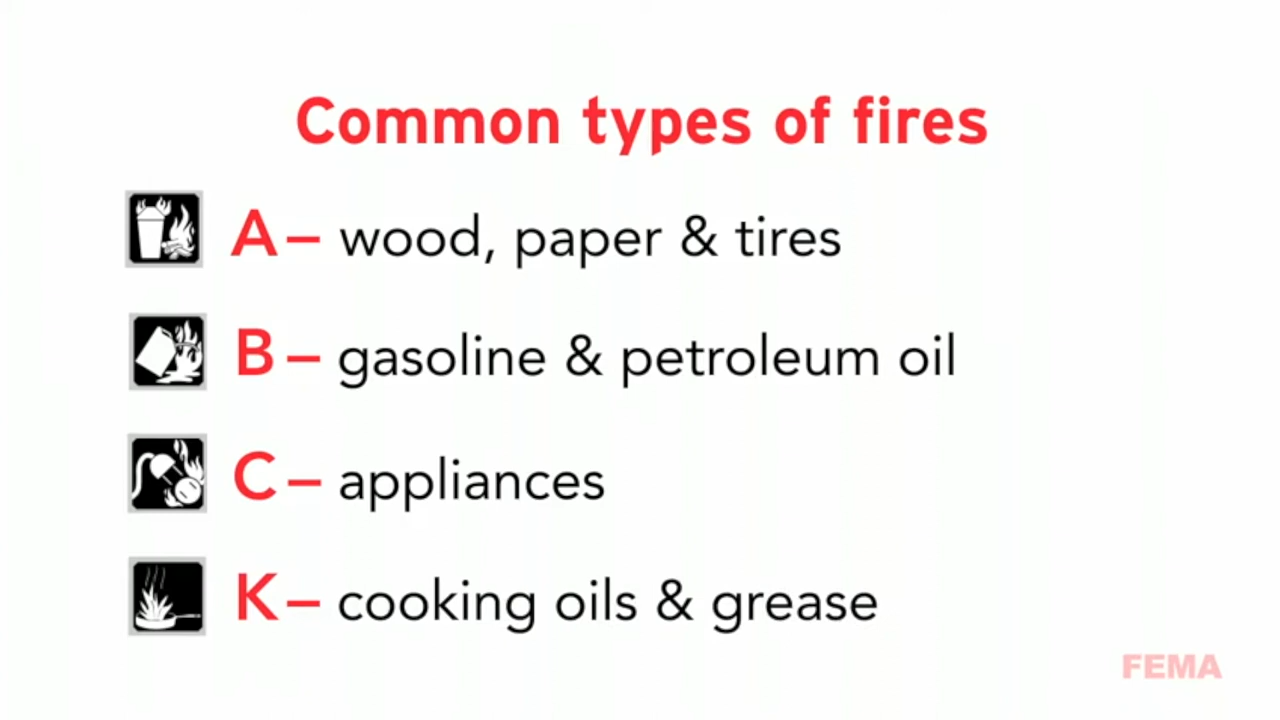 Common types of fires
A – wood, paper & tires
B – gasoline & petroleum oil
C – appliances
K – cooking oils & grease
FEMA